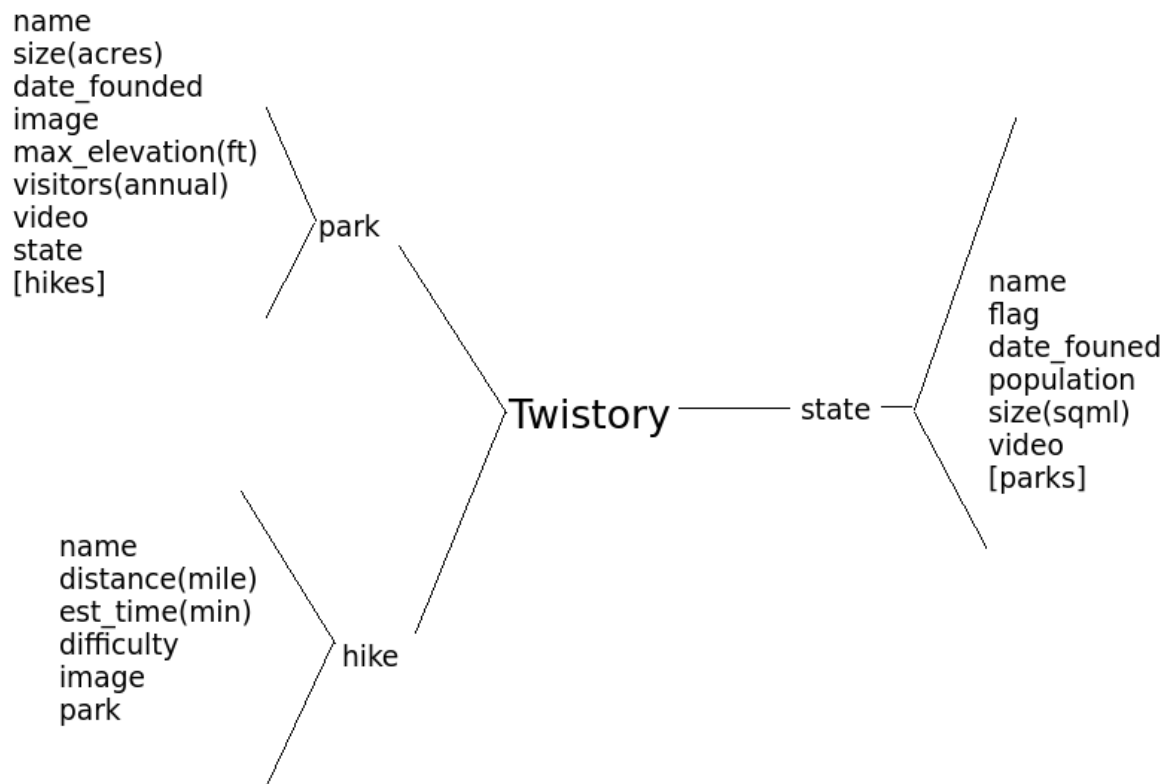 name
size(acres)
date_founded
image
max_elevation(ft)
visitors(annual)
video
state
[hikes]
park
Twistory
state
name
flag
date_founed
population
size(sqml)
video
[parks]
name
distance(mile)
est_time(min)
difficulty
image
park
hike